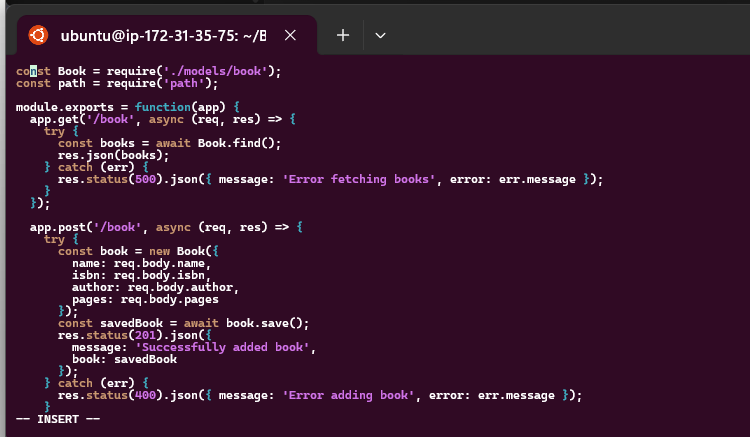 ubuntu@ip-172-31-35-75: ~/B
const Book = require('./models/book');
const path = require('path');
module.exports = function(app) {
  app.get('/book', async (req, res) => {
    try {
      const books = await Book.find();
      res.json(books);
    } catch (err) {
      res.status(500).json({ message: 'Error fetching books', error: err.message });
    }
  });
  app.post('/book', async (req, res) => {
    try {
      const book = new Book({
        name: req.body.name,
        isbn: req.body.isbn,
        author: req.body.author,
        pages: req.body.pages
      });
      const savedBook = await book.save();
      res.status(201).json({
        message: 'Successfully added book',
        book: savedBook
      });
    } catch (err) {
      res.status(400).json({ message: 'Error adding book', error: err.message });
    }
-- INSERT --